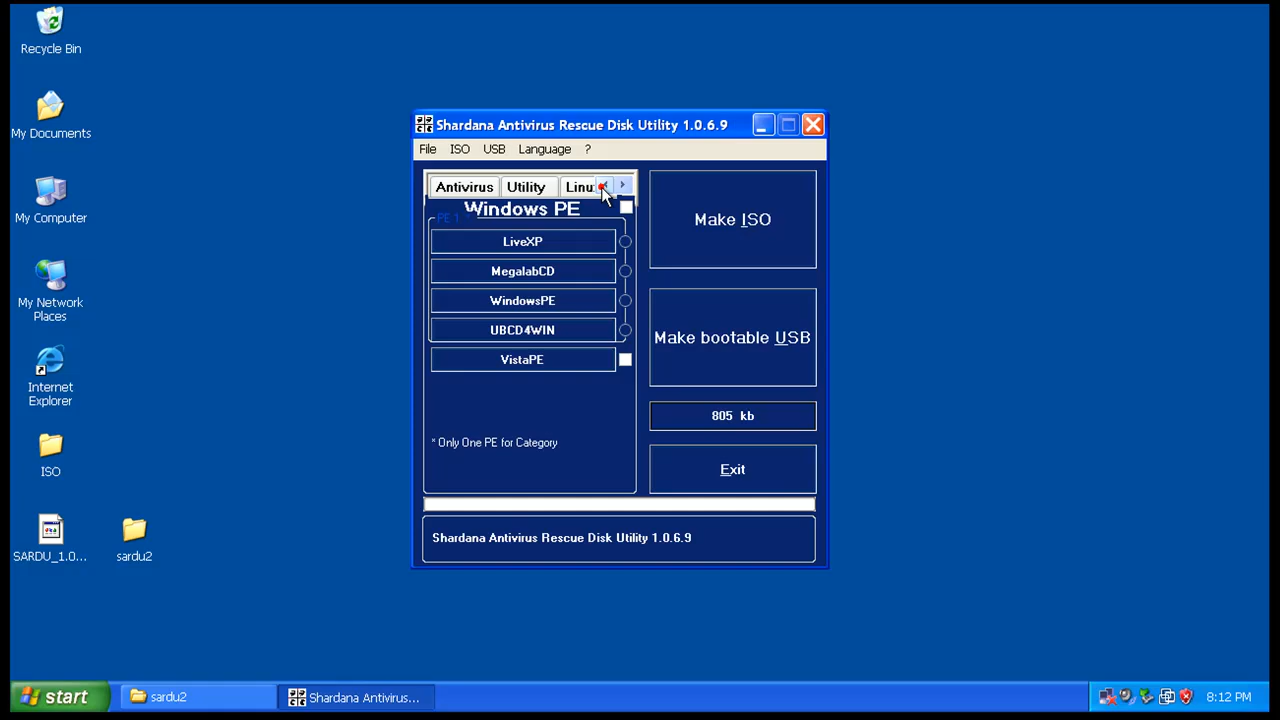 Recycle Bin
My Documents
My Computer
My Network
Places
Internet
Explorer
ISO
SARDU_1.0...
sardu2
Shardana Antivirus Rescue Disk Utility 1.0.6.9
File ISO USB Language ?
Antivirus Utility
Windows PE
PE 1 *
LiveXP
MegalabCD
WindowsPE
UBCD4WIN
VistaPE
* Only One PE for Category
Make ISO
Make bootable USB
805 kb
Exit
Shardana Antivirus Rescue Disk Utility 1.0.6.9
start
sardu2
Shardana Antivirus...
8:12 PM